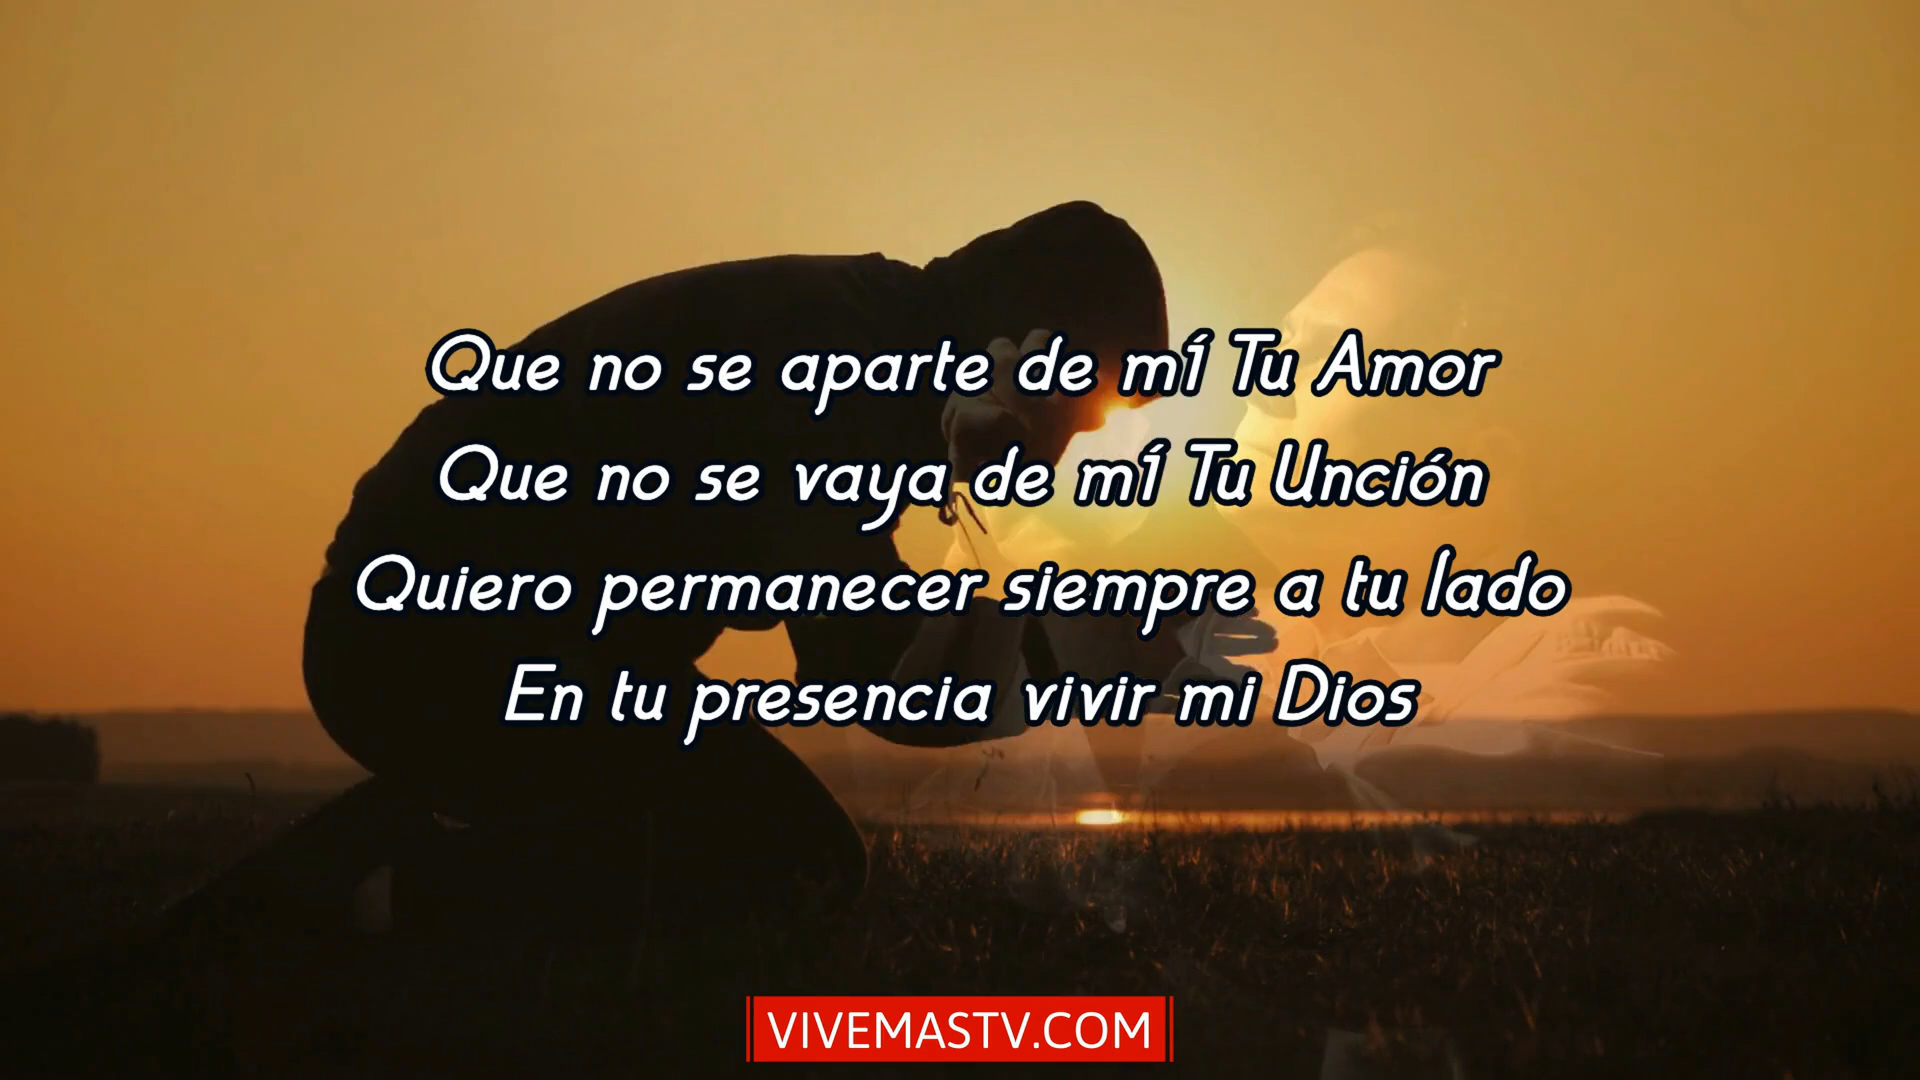 Que no se aparte de mí Tu Amor
Que no se vaya de mí Tu Unción
Quiero permanecer siempre a tu lado
En tu presencia vivir mi Dios
VIVEMASTV.COM